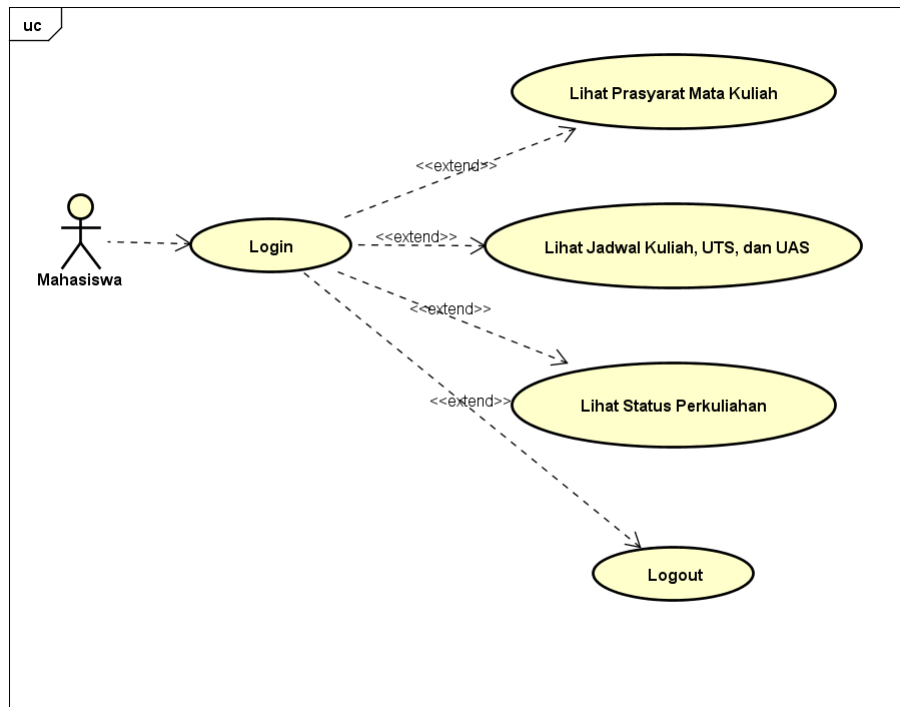 uc
Lihat Prasyarat Mata Kuliah
<<extend>>
<<extend>>
Login
Lihat Jadwal Kuliah, UTS, dan UAS
Mahasiswa
<<extend>>
<<extend>>
Lihat Status Perkuliahan
Logout